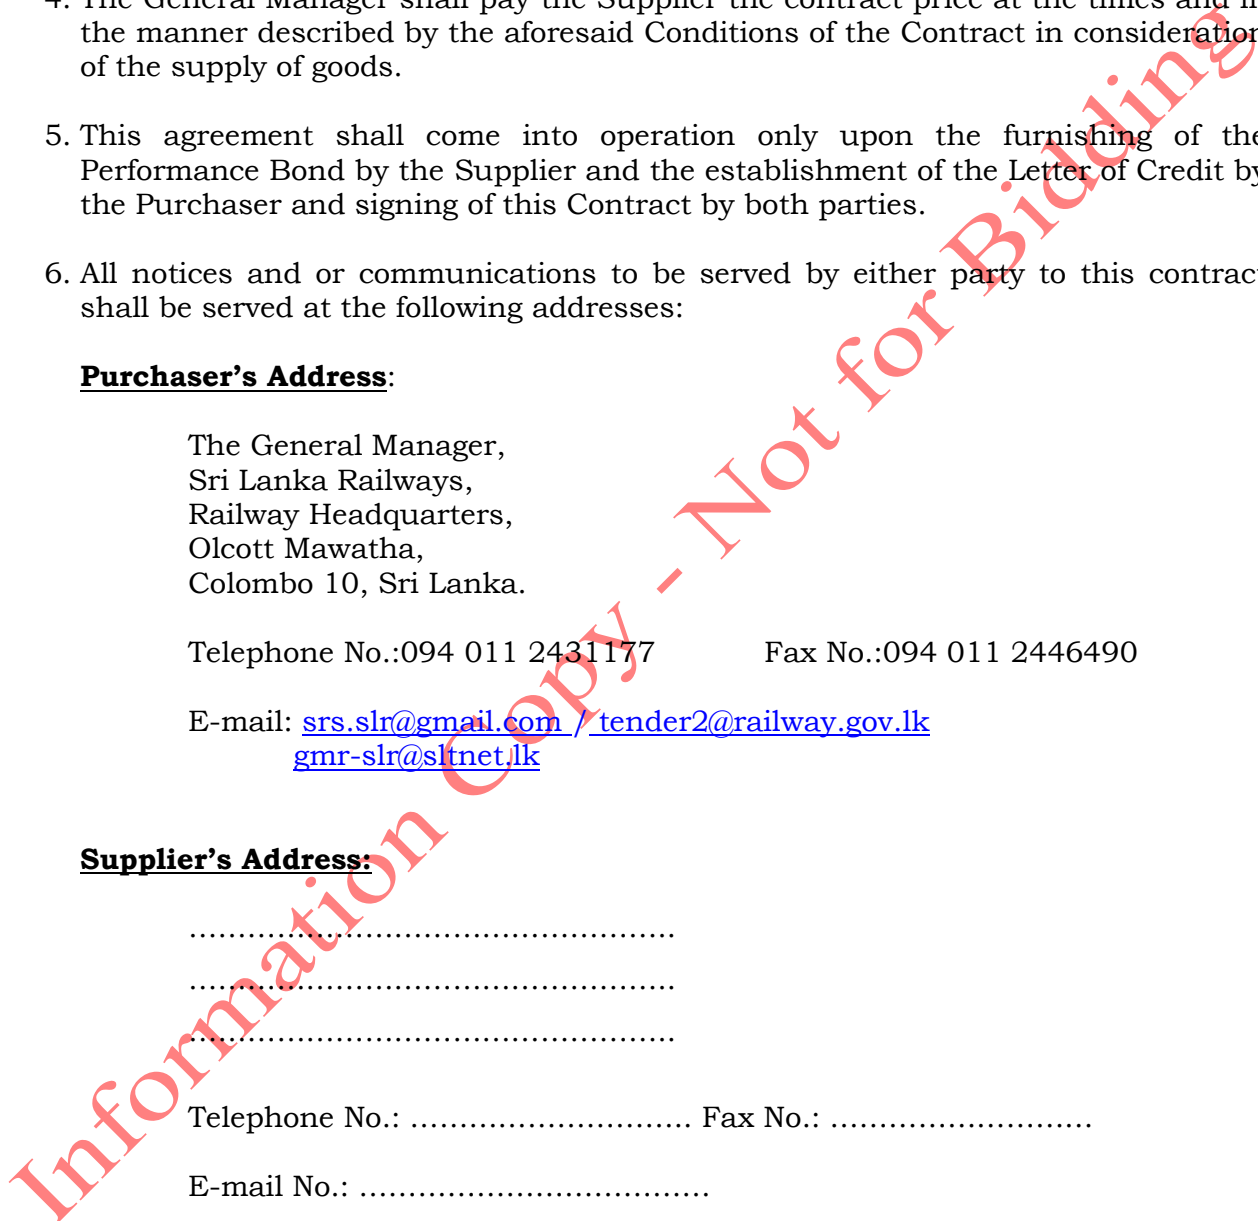 4. The General Manager shall pay the Supplier the contract price at the times and in
the manner described by the aforesaid Conditions of the Contract in consideration
of the supply of goods.
5. This agreement shall come into operation only upon the furnishing of the
Performance Bond by the Supplier and the establishment of the Letter of Credit by
the Purchaser and signing of this Contract by both parties.
6. All notices and or communications to be served by either party to this contract
shall be served at the following addresses:
Purchaser’s Address:
The General Manager,
Sri Lanka Railways,
Railway Headquarters,
Olcott Mawatha,
Colombo 10, Sri Lanka.
Telephone No.:094 011 2431177 Fax No.:094 011 2446490
E-mail: srs.slr@gmail.com / tender2@railway.gov.lk
gmr-slr@sltnet.lk
Supplier’s Address:
…………………………………………..
…………………………………………..
…………………………………………..
Telephone No.: ……………………….. Fax No.: ………………………
E-mail No.: ………………………………
Information Copy - Not for Bidding